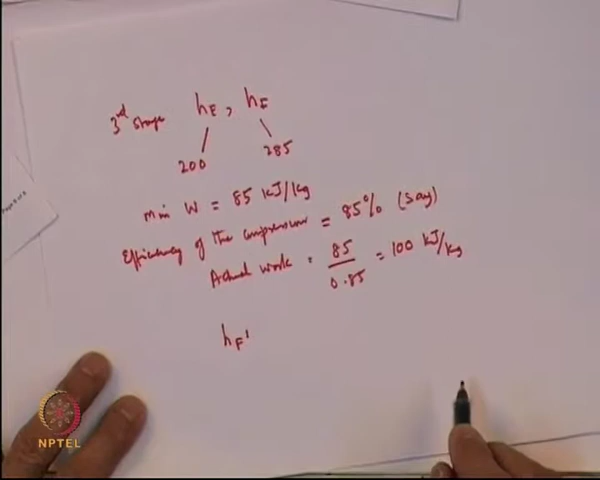 3rd stage hE, hF
200 285
Min W = 85 kJ/kg
Efficiency of the compressor = 85% (say)
Actual work = 85/0.85 = 100 kJ/kg
hF'
NPTEL